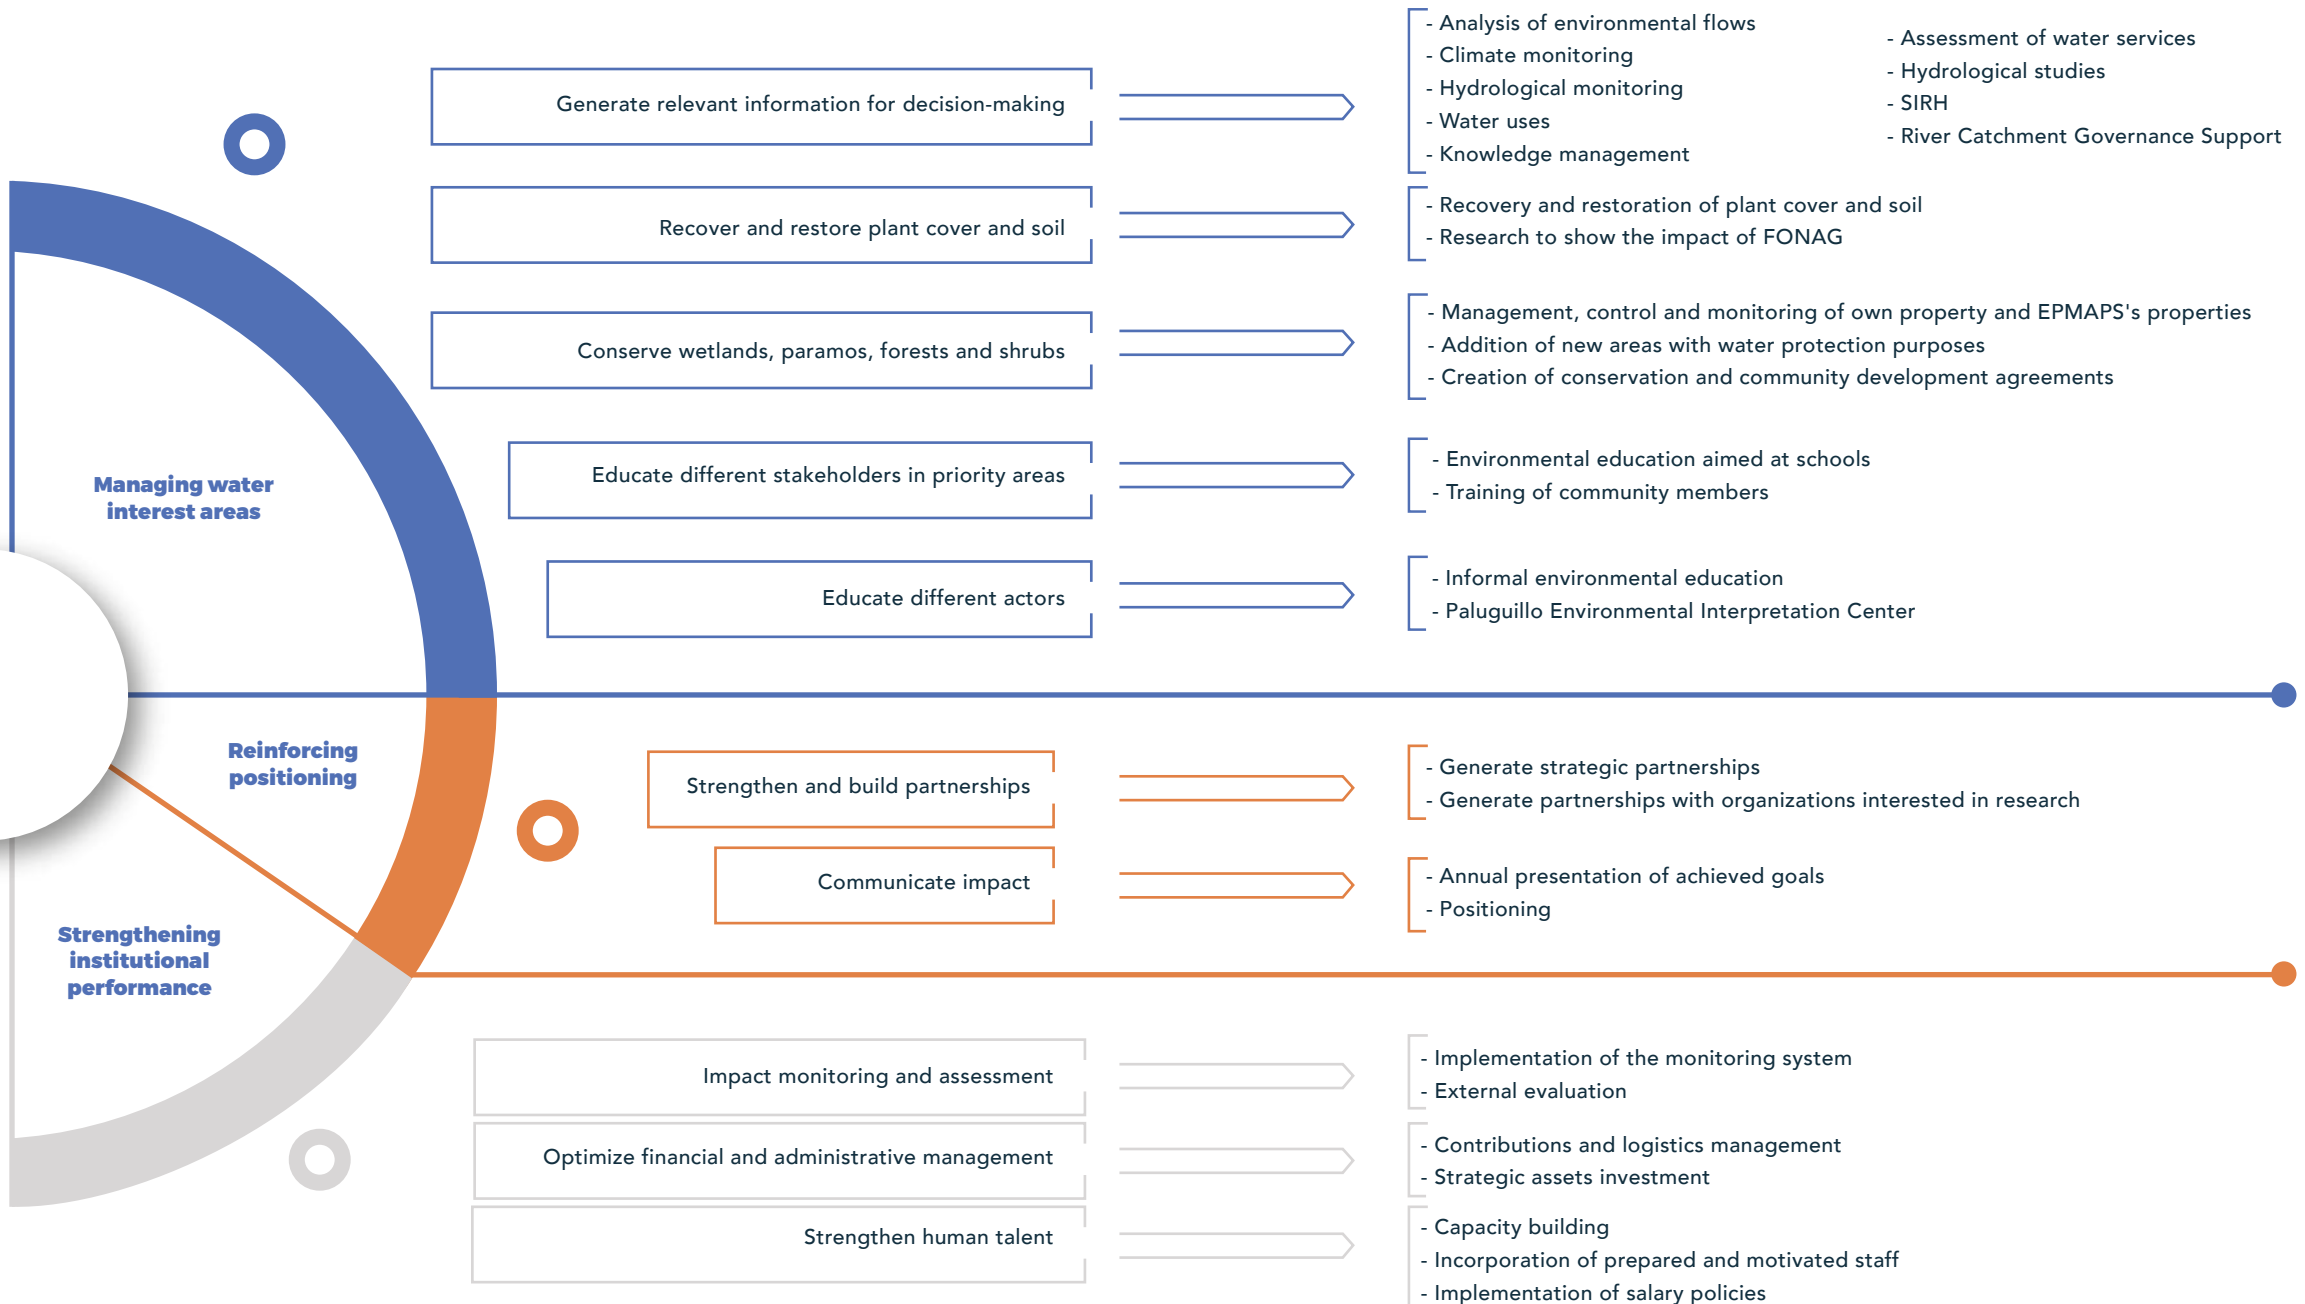 Generate relevant information for decision-making
- Analysis of environmental flows
- Climate monitoring
- Hydrological monitoring
- Water uses
- Knowledge management
- Assessment of water services
- Hydrological studies
- SIRH
- River Catchment Governance Support
Recover and restore plant cover and soil
- Recovery and restoration of plant cover and soil
- Research to show the impact of FONAG
Conserve wetlands, paramos, forests and shrubs
- Management, control and monitoring of own property and EPMAPS's properties
- Addition of new areas with water protection purposes
- Creation of conservation and community development agreements
Managing water
interest areas
Educate different stakeholders in priority areas
- Environmental education aimed at schools
- Training of community members
Educate different actors
- Informal environmental education
- Paluguillo Environmental Interpretation Center
Reinforcing
positioning
Strengthen and build partnerships
- Generate strategic partnerships
- Generate partnerships with organizations interested in research
Communicate impact
- Annual presentation of achieved goals
- Positioning
Strengthening
institutional
performance
Impact monitoring and assessment
- Implementation of the monitoring system
- External evaluation
Optimize financial and administrative management
- Contributions and logistics management
- Strategic assets investment
Strengthen human talent
- Capacity building
- Incorporation of prepared and motivated staff
- Implementation of salary policies